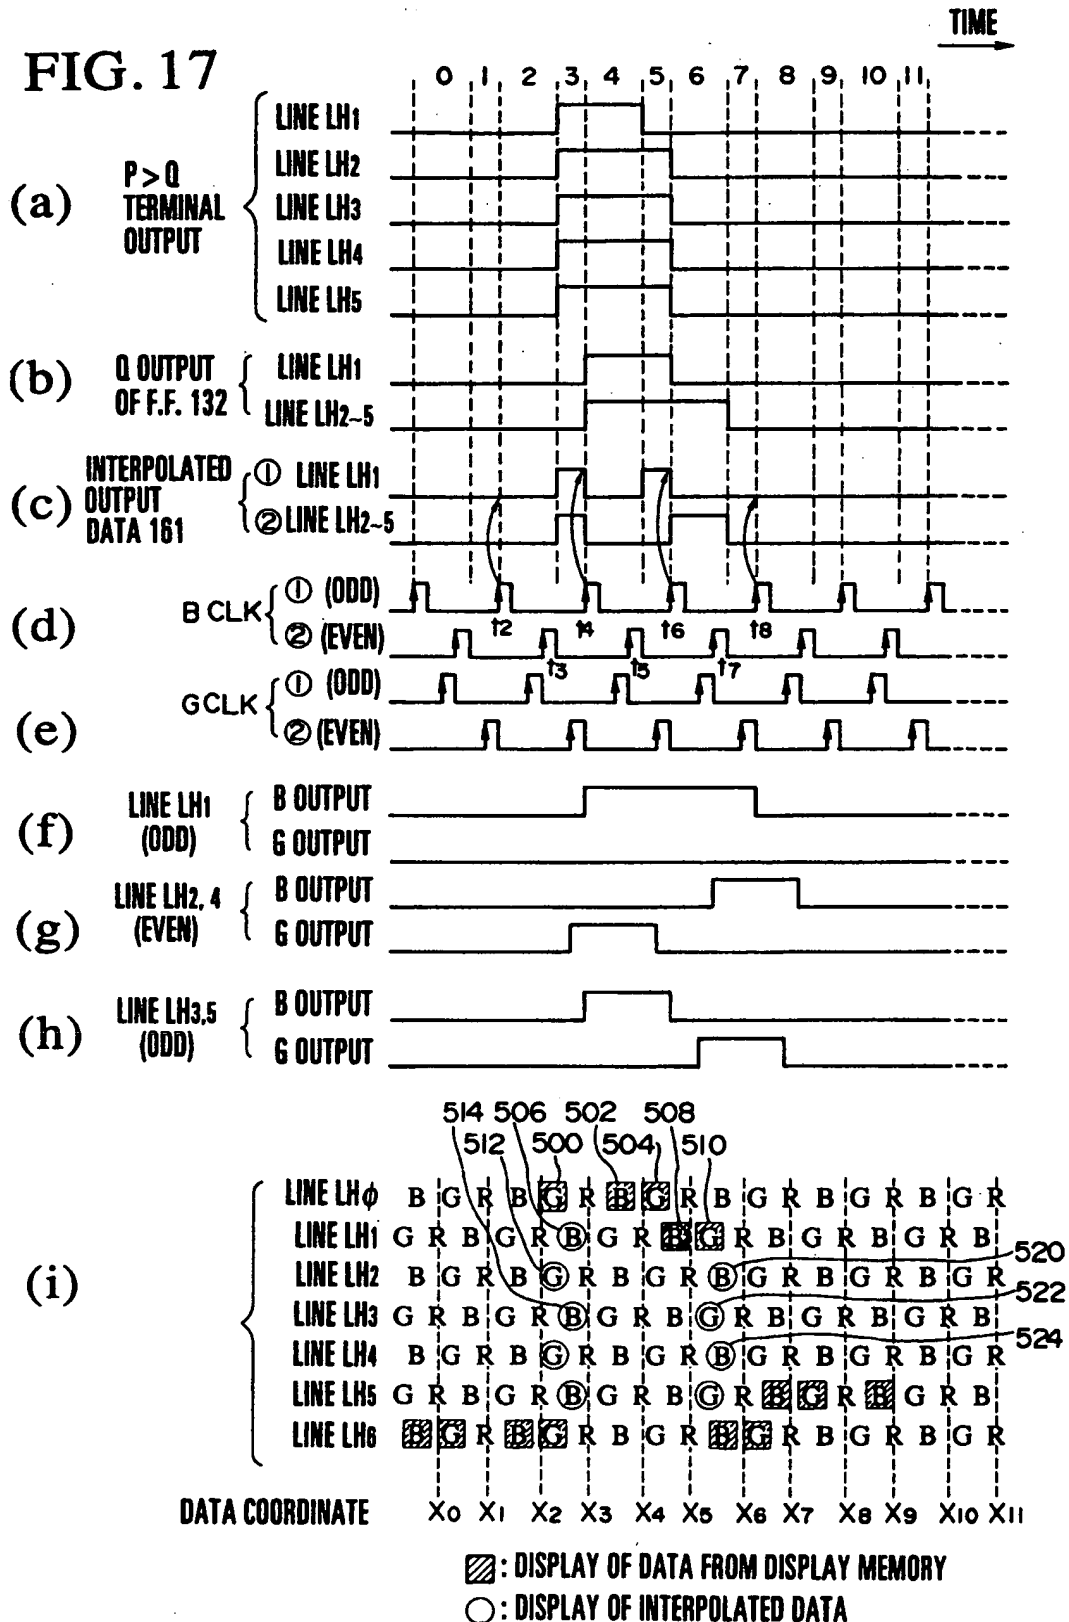 TIME
FIG. 17
0 1 2 3 4 5 6 7 8 9 10 11
(a) P > Q TERMINAL OUTPUT
LINE LH1
LINE LH2
LINE LH3
LINE LH4
LINE LH5
(b) Q OUTPUT OF F.F. 132
LINE LH1
LINE LH2~5
(c) INTERPOLATED OUTPUT DATA 161
① LINE LH1
② LINE LH2~5
(d) B CLK
① (ODD)
t2 t4 t6 t8
② (EVEN)
t3 t5 t7
(e) G CLK
① (ODD)
② (EVEN)
(f) LINE LH1 (ODD)
B OUTPUT
G OUTPUT
(g) LINE LH2, 4 (EVEN)
B OUTPUT
G OUTPUT
(h) LINE LH3,5 (ODD)
B OUTPUT
G OUTPUT
514 506 502 508
512 500 504 510
(i)
LINE LHϕ B G R B G R B G R B G R B G R B G R
LINE LH1 G R B G R B G R B G R B G R B G R B
520
LINE LH2 B G R B G R B G R B G R B G R B G R
522
LINE LH3 G R B G R B G R B G R B G R B G R B
524
LINE LH4 B G R B G R B G R B G R B G R B G R
LINE LH5 G R B G R B G R B G R B G R B G R B
LINE LH6 B G R B G R B G R B G R B G R B G R
DATA COORDINATE X0 X1 X2 X3 X4 X5 X6 X7 X8 X9 X10 X11
: DISPLAY OF DATA FROM DISPLAY MEMORY
: DISPLAY OF INTERPOLATED DATA